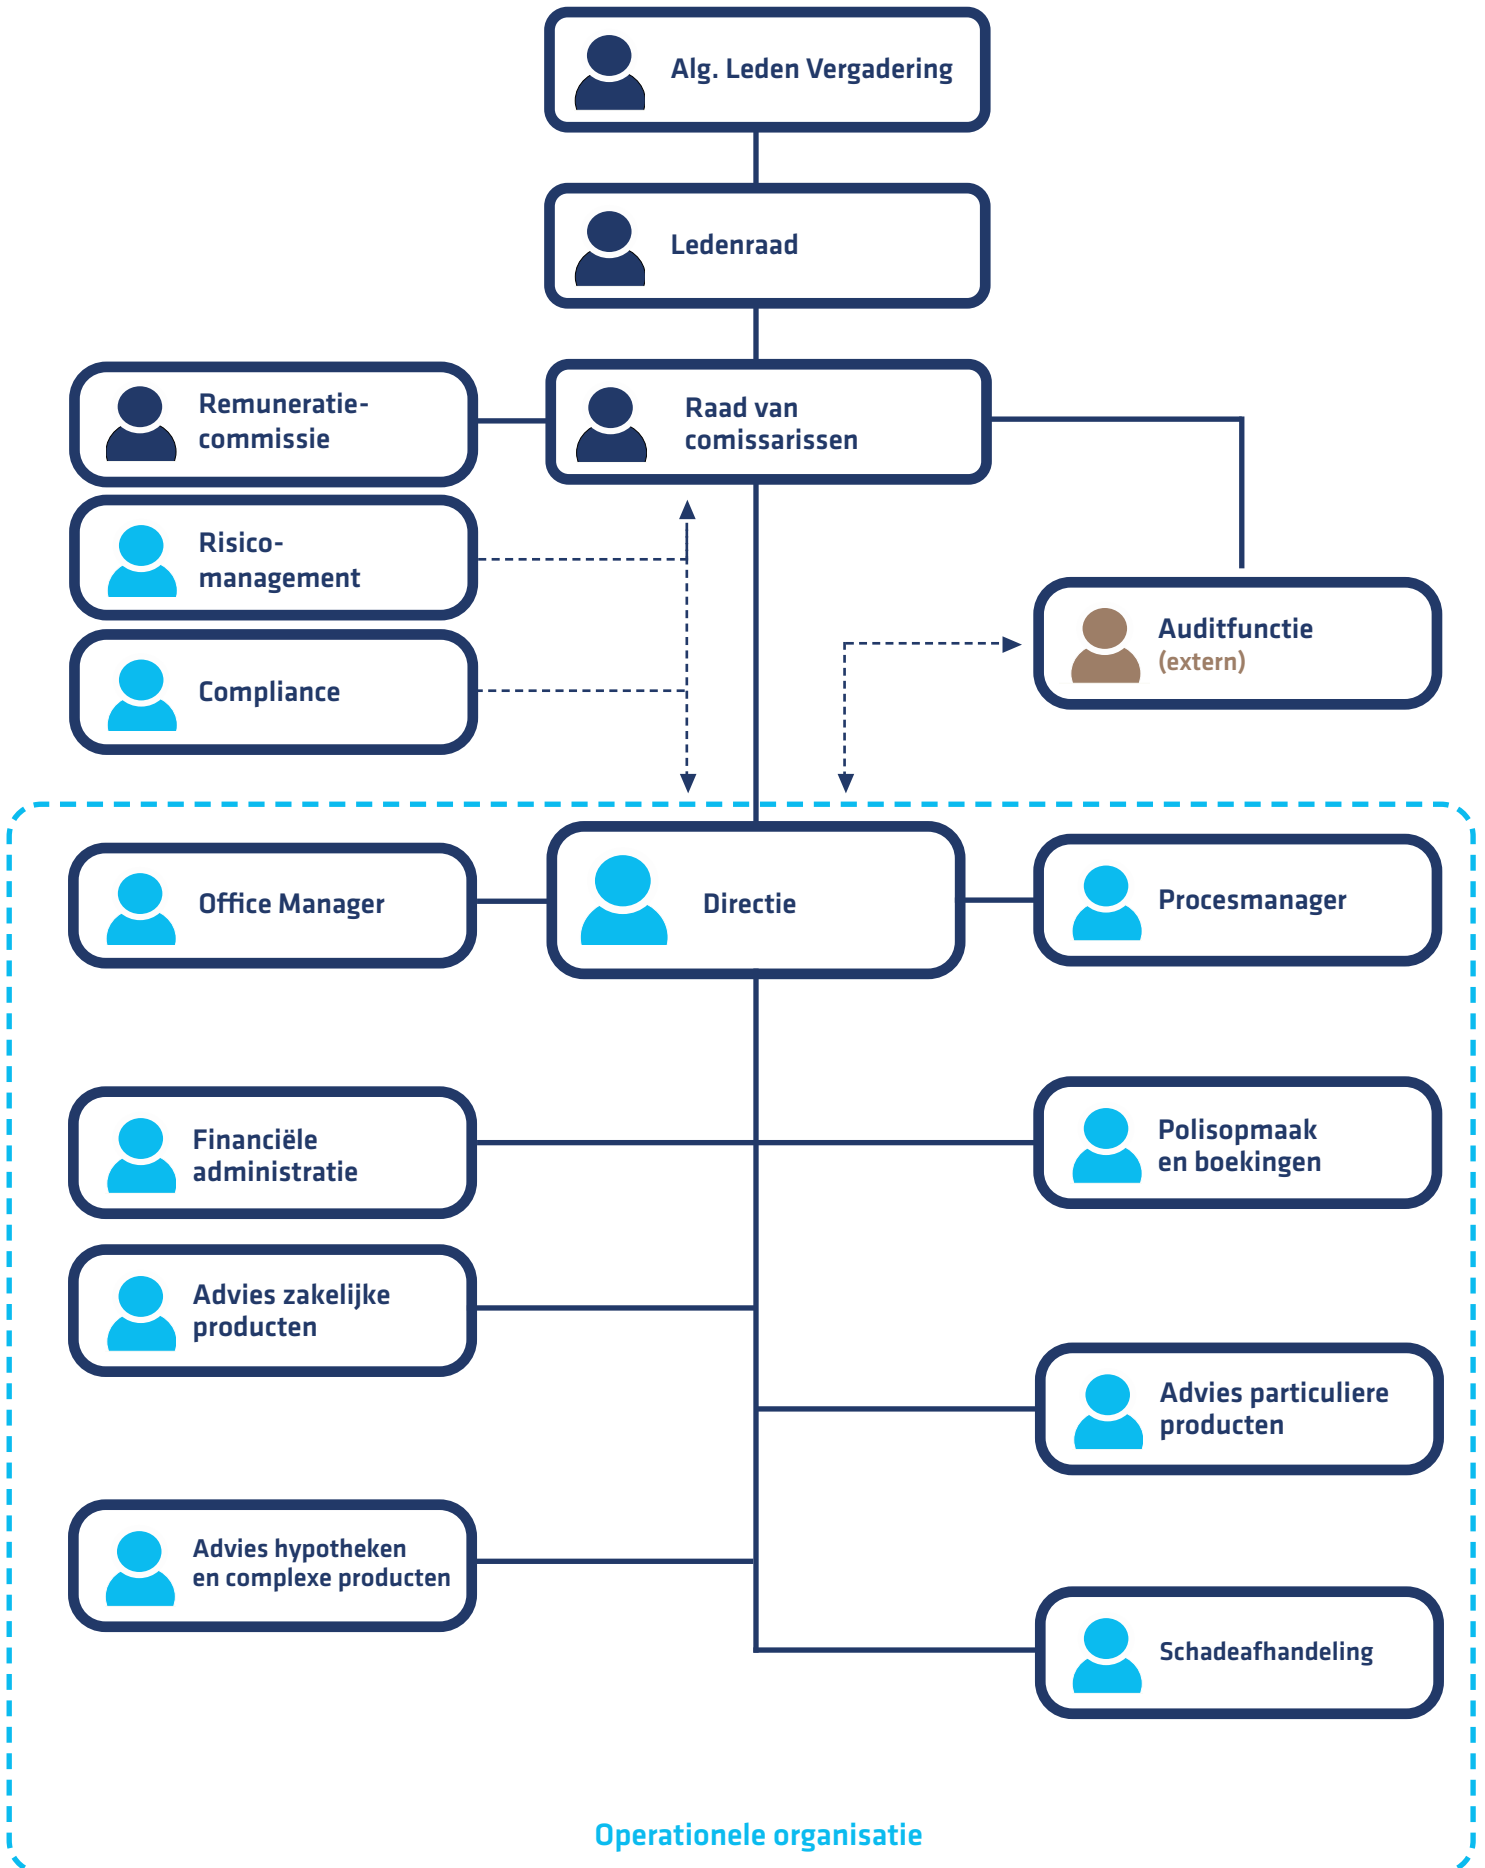 Alg. Leden Vergadering
Ledenraad
Remuneratie-
commissie
Raad van
comissarissen
Risico-
management
Auditfunctie
(extern)
Compliance
Office Manager
Directie
Procesmanager
Financiële
administratie
Polisopmaak
en boekingen
Advies zakelijke
producten
Advies particuliere
producten
Advies hypotheken
en complexe producten
Schadeafhandeling
Operationele organisatie